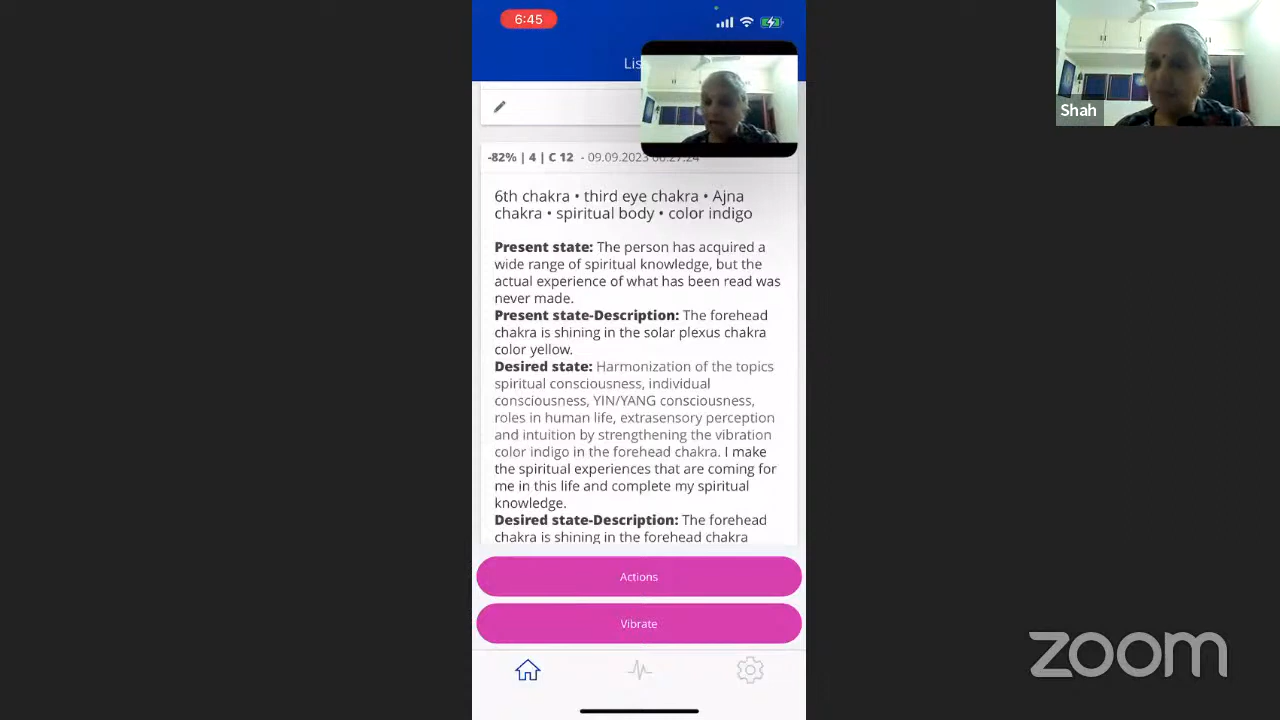 6:45
Lis
Shah
-82% | 4 | C 12 - 09.09.2023 06:27:24
6th chakra • third eye chakra • Ajna
chakra • spiritual body • color indigo
Present state: The person has acquired a
wide range of spiritual knowledge, but the
actual experience of what has been read was
never made.
Present state-Description: The forehead
chakra is shining in the solar plexus chakra
color yellow.
Desired state: Harmonization of the topics
spiritual consciousness, individual
consciousness, YIN/YANG consciousness,
roles in human life, extrasensory perception
and intuition by strengthening the vibration
color indigo in the forehead chakra. I make
the spiritual experiences that are coming for
me in this life and complete my spiritual
knowledge.
Desired state-Description: The forehead
chakra is shining in the forehead chakra
Actions
Vibrate
zoom